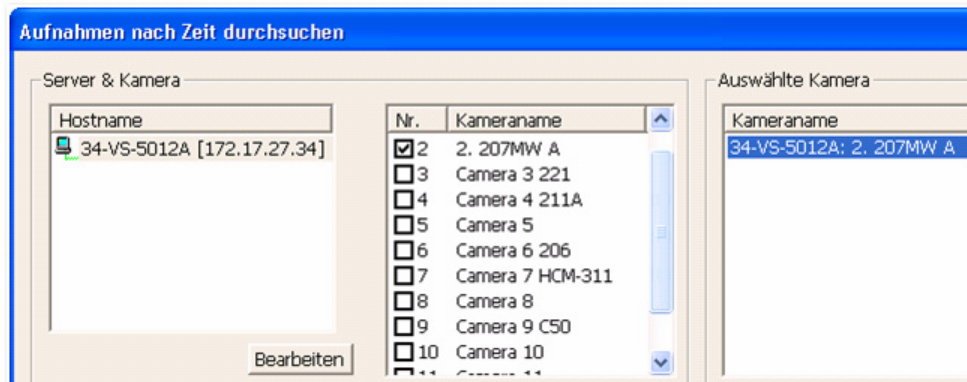 Aufnahmen nach Zeit durchsuchen
Server & Kamera
Hostname
34-VS-5012A [172.17.27.34]
Bearbeiten
Nr. Kameraname
2 2. 207MW A
3 Camera 3 221
4 Camera 4 211A
5 Camera 5
6 Camera 6 206
7 Camera 7 HCM-311
8 Camera 8
9 Camera 9 C50
10 Camera 10
Auswählte Kamera
Kameraname
34-VS-5012A: 2. 207MW A